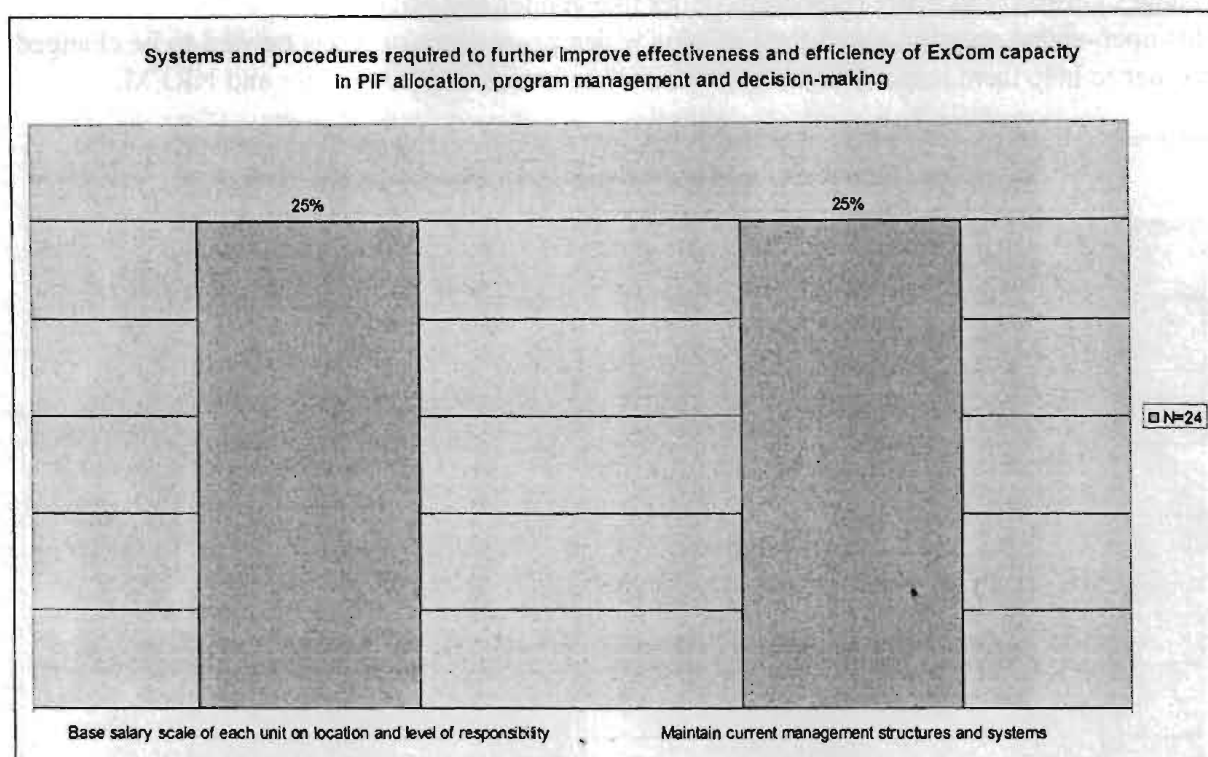 Systems and procedures required to further improve effectiveness and efficiency of ExCom capacity
in PIF allocation, program management and decision-making
25%
25%
N=24
Base salary scale of each unit on location and level of responsibility
Maintain current management structures and systems